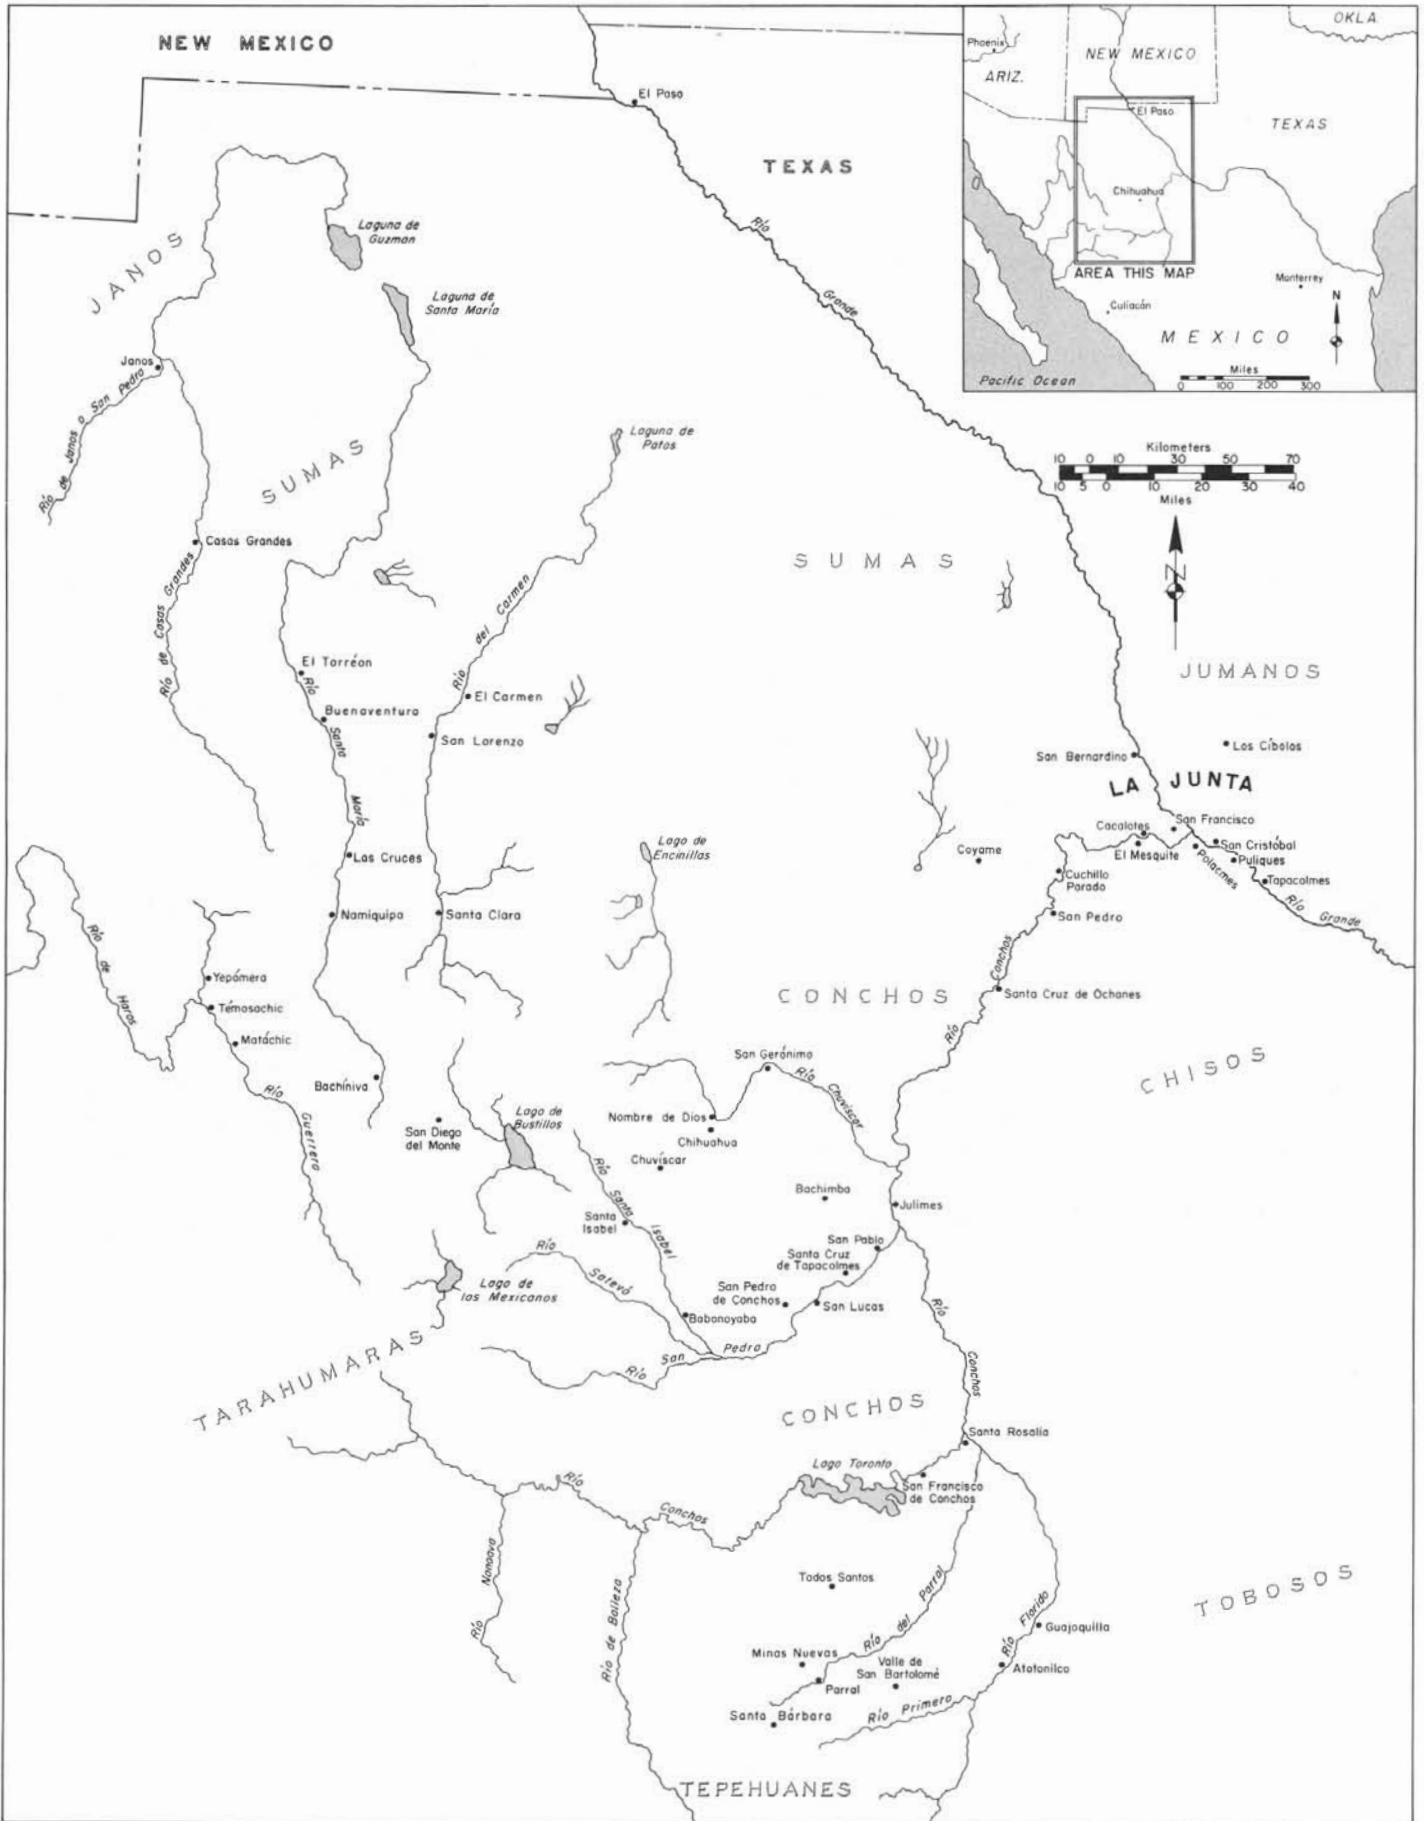 NEW MEXICO
El Paso
TEXAS
Phoenix
ARIZ.
NEW MEXICO
OKLA.
El Paso
TEXAS
Chihuahua
AREA THIS MAP
Monterrey
Culiacán
N
MEXICO
Pacific Ocean
Miles
0 100 200 300
Laguna de
Guzman
JANOS
Laguna de
Santa María
Río
Grande
Janos
Río de Janos o San Pedro
Laguna de
Patos
Kilometers
10 0 10 30 50 70
10 5 0 10 20 30 40
Miles
N
SUMAS
Casas Grandes
Río de Casas Grandes
SUMAS
Río del Carmen
El Torréon
Río Santa María
Buenaventura
El Carmen
San Lorenzo
JUMANOS
Los Cíbolos
San Bernardino
LA JUNTA
San Francisco
Cacalotes
El Mesquite
San Cristóbal
Polacmes
Puliques
Tapacolmes
Río Grande
Coyame
Cuchillo
Parado
San Pedro
Las Cruces
Lago de
Encinillas
Namiquipa
Santa Clara
Río de Haros
Yepómera
Témosachic
Matáchic
Río Guerrero
Bachíniva
CONCHOS
Río Conchos
Santa Cruz de Ochanes
CHISOS
San Gerónimo
Río Chuvíscar
Nombre de Dios
Chihuahua
Chuvíscar
San Diego
del Monte
Lago de
Bustillos
Río Santa Isabel
Santa
Isabel
Bachimba
Julimes
San Pablo
Santa Cruz
de Tapacolmes
San Pedro
de Conchos
San Lucas
Río Satevó
Lago de
los Mexicanos
Babonoyaba
Río San Pedro
Río Conchos
TARAHUMARAS
CONCHOS
Santa Rosalía
Lago Toronto
San Francisco
de Conchos
Río Conchos
Río Nonoava
Río de Balleza
Todos Santos
Río del Parral
TOBOSOS
Río Florido
Guajoquilla
Minas Nuevas
Valle de
San Bartolomé
Atotonilco
Parral
Santa Bárbara
Río Primero
TEPEHUANES